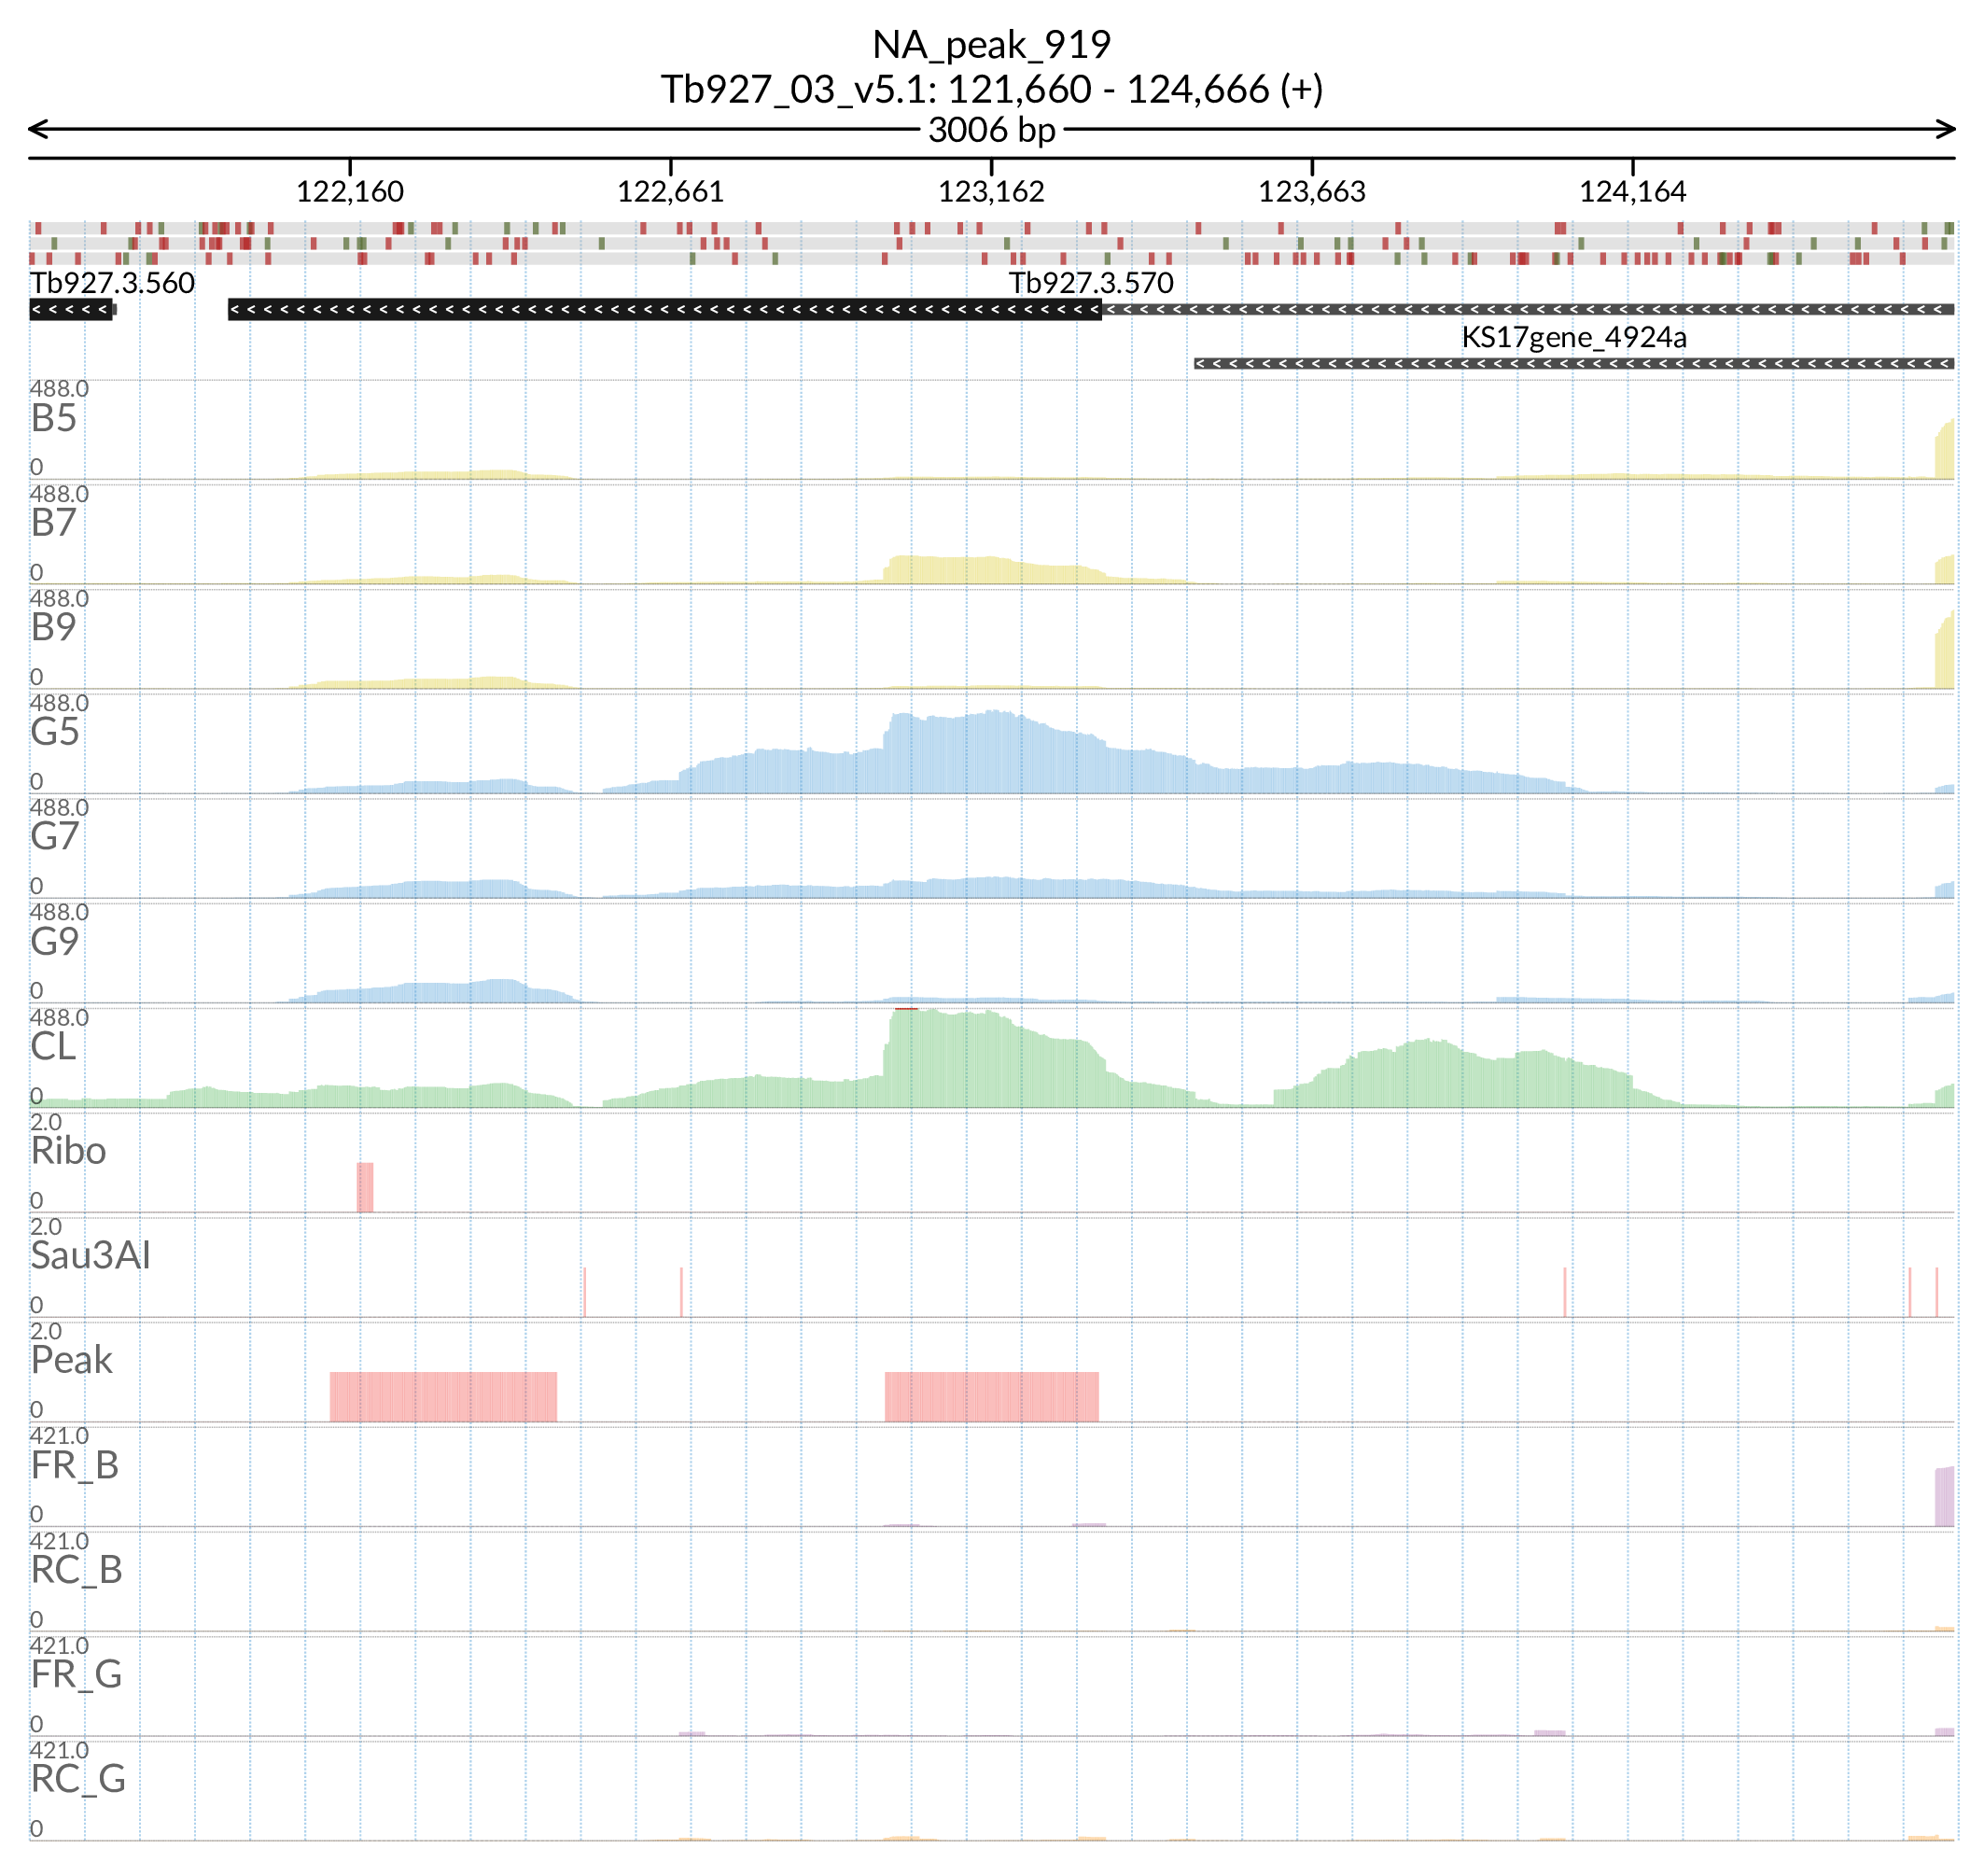 NA_peak_919
Tb927_03_v5.1: 121,660 - 124,666 (+)
3006 bp
122,160 122,661 123,162 123,663 124,164
Tb927.3.560 Tb927.3.570
KS17gene_4924a
488.0
B5
0
488.0
B7
0
488.0
B9
0
488.0
G5
0
488.0
G7
0
488.0
G9
0
488.0
CL
0
2.0
Ribo
0
2.0
Sau3AI
0
2.0
Peak
0
421.0
FR_B
0
421.0
RC_B
0
421.0
FR_G
0
421.0
RC_G
0